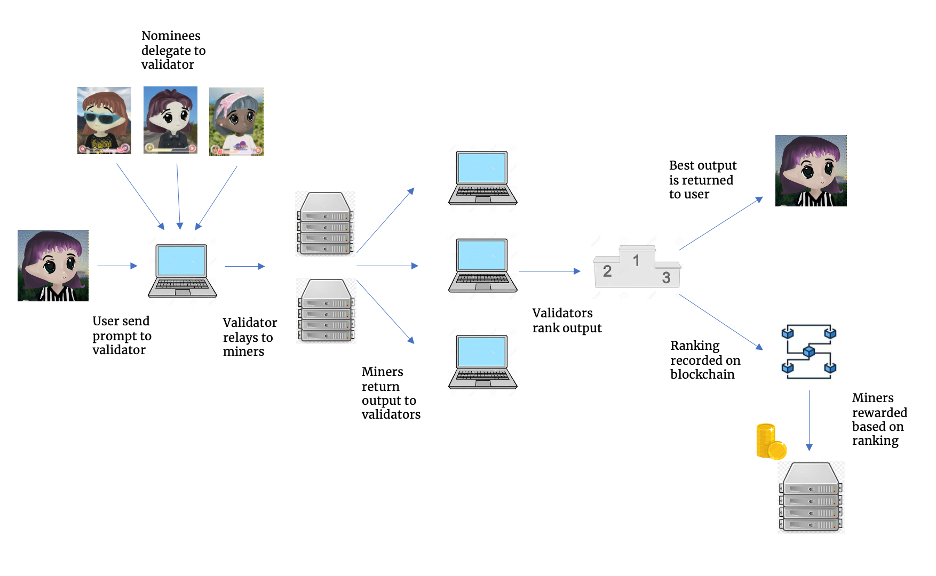 Nominees
delegate to
validator
User send
prompt to
validator
Validator
relays to
miners
Miners
return
output to
validators
Validators
rank output
2
1
3
Best output
is returned
to user
Ranking
recorded on
blockchain
Miners
rewarded
based on
ranking